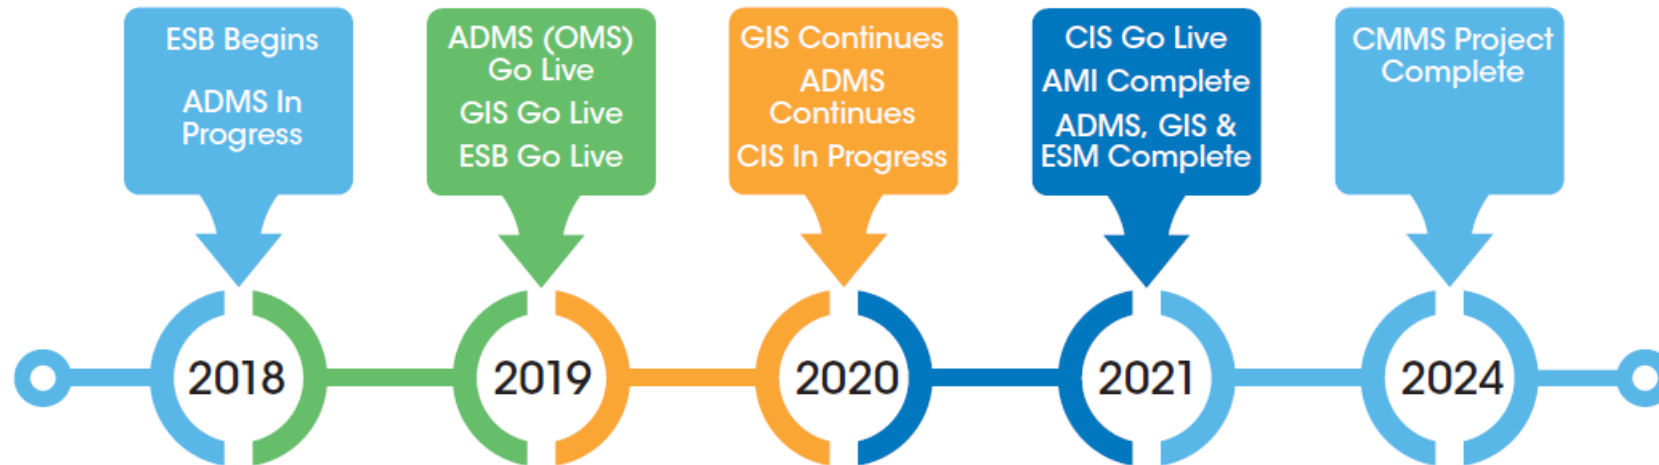 ESB Begins
ADMS In
Progress
ADMS (OMS)
Go Live
GIS Go Live
ESB Go Live
GIS Continues
ADMS
Continues
CIS In Progress
CIS Go Live
AMI Complete
ADMS, GIS &
ESM Complete
CMMS Project
Complete
2018
2019
2020
2021
2024